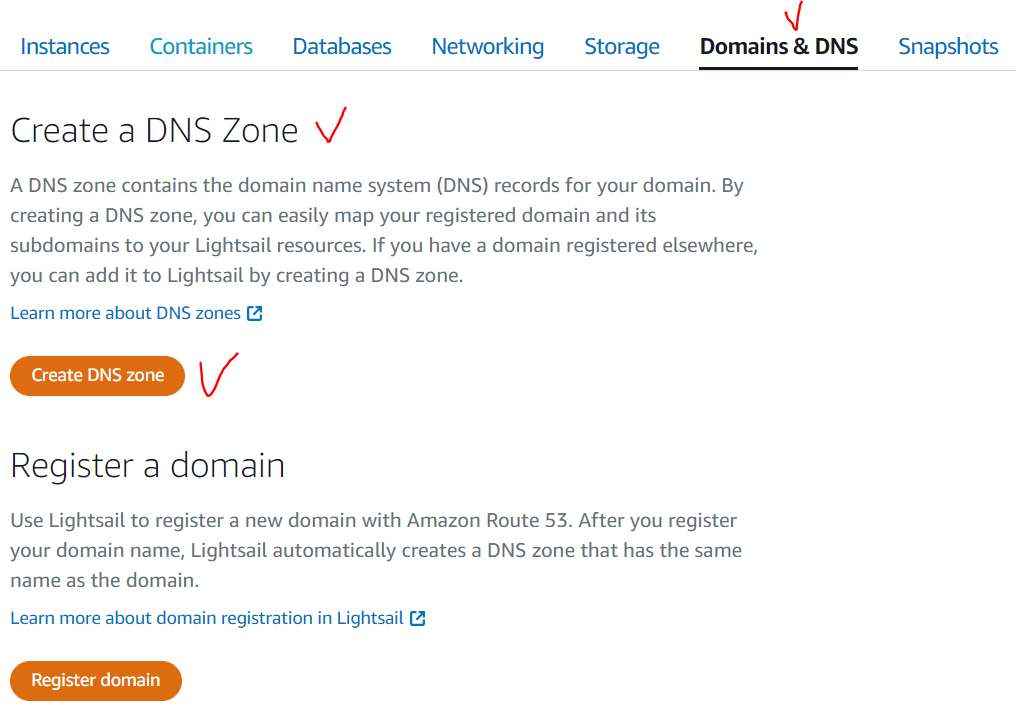 Instances Containers Databases Networking Storage Domains & DNS Snapshots
Create a DNS Zone
A DNS zone contains the domain name system (DNS) records for your domain. By
creating a DNS zone, you can easily map your registered domain and its
subdomains to your Lightsail resources. If you have a domain registered elsewhere,
you can add it to Lightsail by creating a DNS zone.
Learn more about DNS zones
Create DNS zone
Register a domain
Use Lightsail to register a new domain with Amazon Route 53. After you register
your domain name, Lightsail automatically creates a DNS zone that has the same
name as the domain.
Learn more about domain registration in Lightsail
Register domain